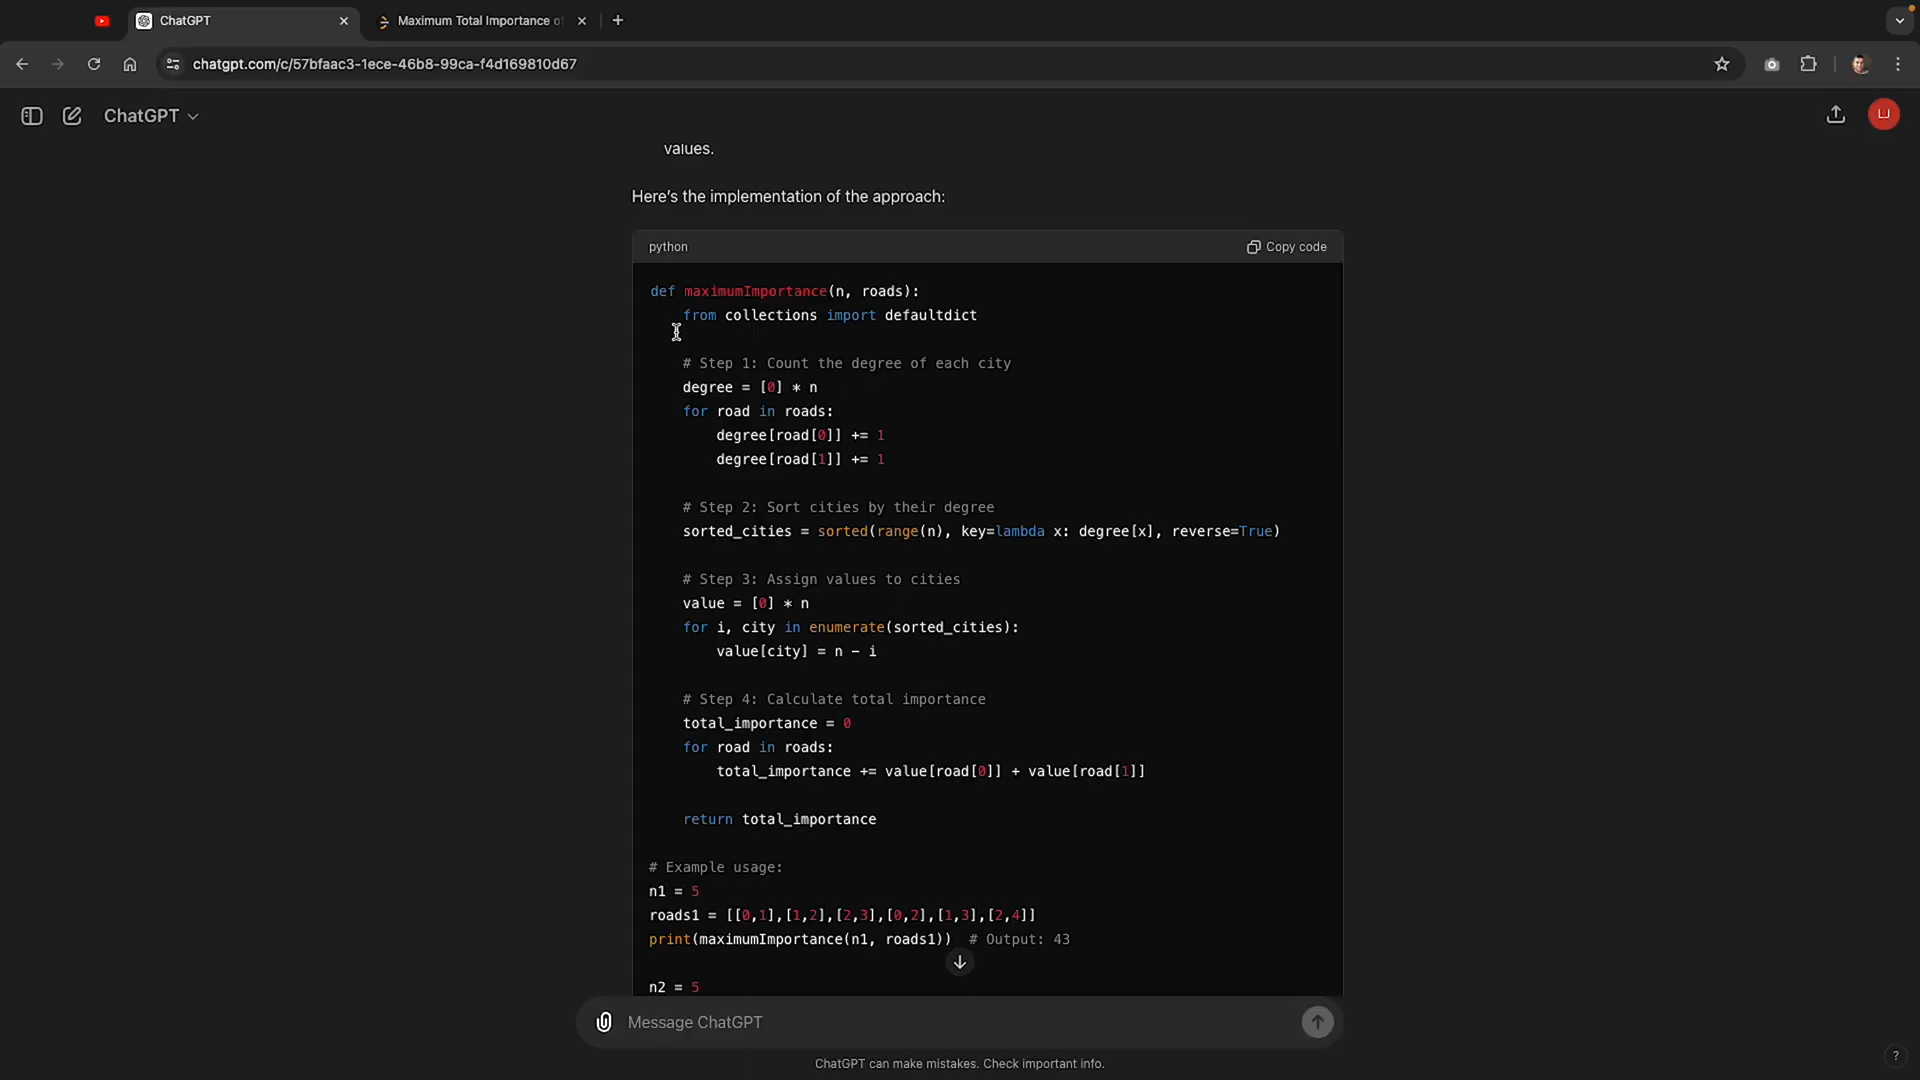 ChatGPT
Maximum Total Importance o
chatgpt.com/c/57bfaac3-1ece-46b8-99ca-f4d169810d67
ChatGPT
values.
Here's the implementation of the approach:
python
Copy code
def maximumImportance(n, roads):
    from collections import defaultdict
    # Step 1: Count the degree of each city
    degree = [0] * n
    for road in roads:
        degree[road[0]] += 1
        degree[road[1]] += 1
    # Step 2: Sort cities by their degree
    sorted_cities = sorted(range(n), key=lambda x: degree[x], reverse=True)
    # Step 3: Assign values to cities
    value = [0] * n
    for i, city in enumerate(sorted_cities):
        value[city] = n - i
    # Step 4: Calculate total importance
    total_importance = 0
    for road in roads:
        total_importance += value[road[0]] + value[road[1]]
    return total_importance
# Example usage:
n1 = 5
roads1 = [[0,1],[1,2],[2,3],[0,2],[1,3],[2,4]]
print(maximumImportance(n1, roads1))  # Output: 43
n2 = 5
Message ChatGPT
ChatGPT can make mistakes. Check important info.
?